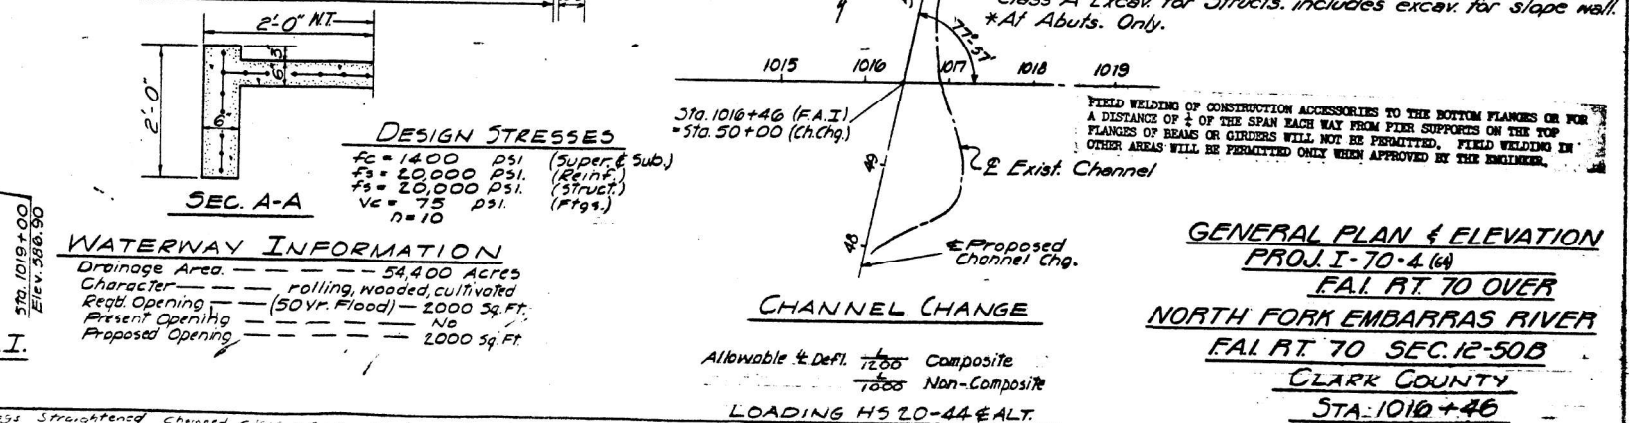 Class A Excav. for Structs. includes excav. for slope wall.
*At Abuts. Only.
2'-0" N.T.
3"
6"
2'-0"
6"
SEC. A-A
DESIGN STRESSES
fc = 1400 psi (Super. & Sub.)
fs = 20,000 psi. (Reinf.)
fs = 20,000 psi. (Struct.)
Vc = 75 psi. (Ftgs.)
n=10
Sta. 1019+00
Elev. 586.90
I.
WATERWAY INFORMATION
Drainage Area. — — — — — 54,400 Acres
Character — — — rolling, wooded, cultivated
Reqd. Opening — — (50 Yr. Flood) — 2000 Sq. Ft.
Present Opening — — — — — No
Proposed Opening — — — — — 2000 Sq. Ft.
77°-57'
1015 1016 1017 1018 1019
Sta. 1016+46 (F.A.I.)
= Sta. 50+00 (Ch. Chg.)
49
48
℄ Exist. Channel
℄ Proposed
Channel Chg.
CHANNEL CHANGE
Allowable ℄ Defl. L/1200 Composite
L/1000 Non-Composite
LOADING HS 20-44 & ALT.
FIELD WELDING OF CONSTRUCTION ACCESSORIES TO THE BOTTOM FLANGES OR FOR
A DISTANCE OF ¼ OF THE SPAN EACH WAY FROM PIER SUPPORTS ON THE TOP
FLANGES OF BEAMS OR GIRDERS WILL NOT BE PERMITTED. FIELD WELDING IN
OTHER AREAS WILL BE PERMITTED ONLY WHEN APPROVED BY THE ENGINEER.
GENERAL PLAN & ELEVATION
PROJ. I-70-4 (64)
F.A.I. RT. 70 OVER
NORTH FORK EMBARRAS RIVER
F.A.I. RT. 70 SEC. 12-50B
CLARK COUNTY
STA. 1016+46
Straightened Channel